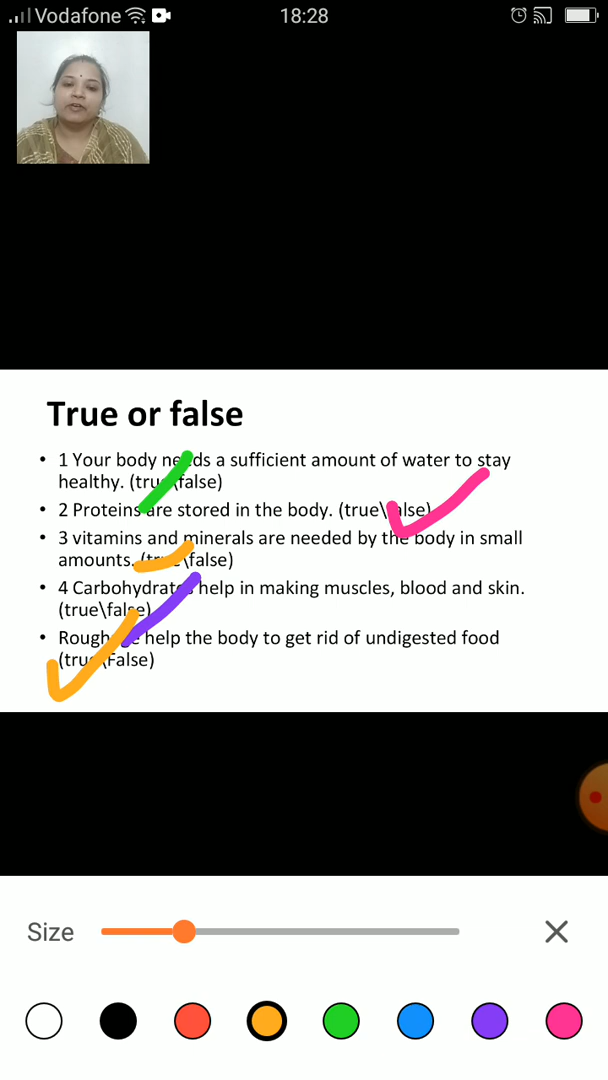 Vodafone 18:28
True or false
• 1 Your body needs a sufficient amount of water to stay
healthy. (true\false)
• 2 Proteins are stored in the body. (true\false)
• 3 vitamins and minerals are needed by the body in small
amounts. (true\false)
• 4 Carbohydrates help in making muscles, blood and skin.
(true\false)
• Roughage help the body to get rid of undigested food
(true\False)
Size